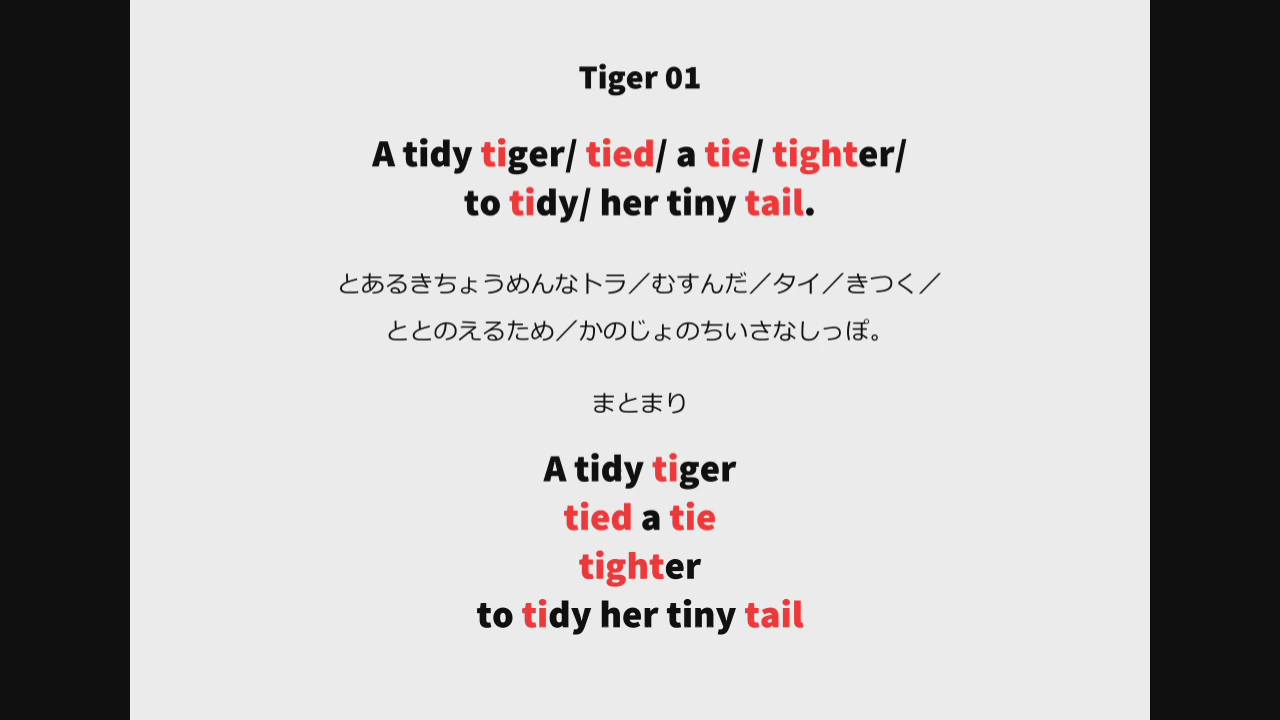 Tiger 01
A tidy tiger/ tied/ a tie/ tighter/
to tidy/ her tiny tail.
とあるきちょうめんなトラ／むすんだ／タイ／きつく／
ととのえるため／かのじょのちいさなしっぽ。
まとまり
A tidy tiger
tied a tie
tighter
to tidy her tiny tail